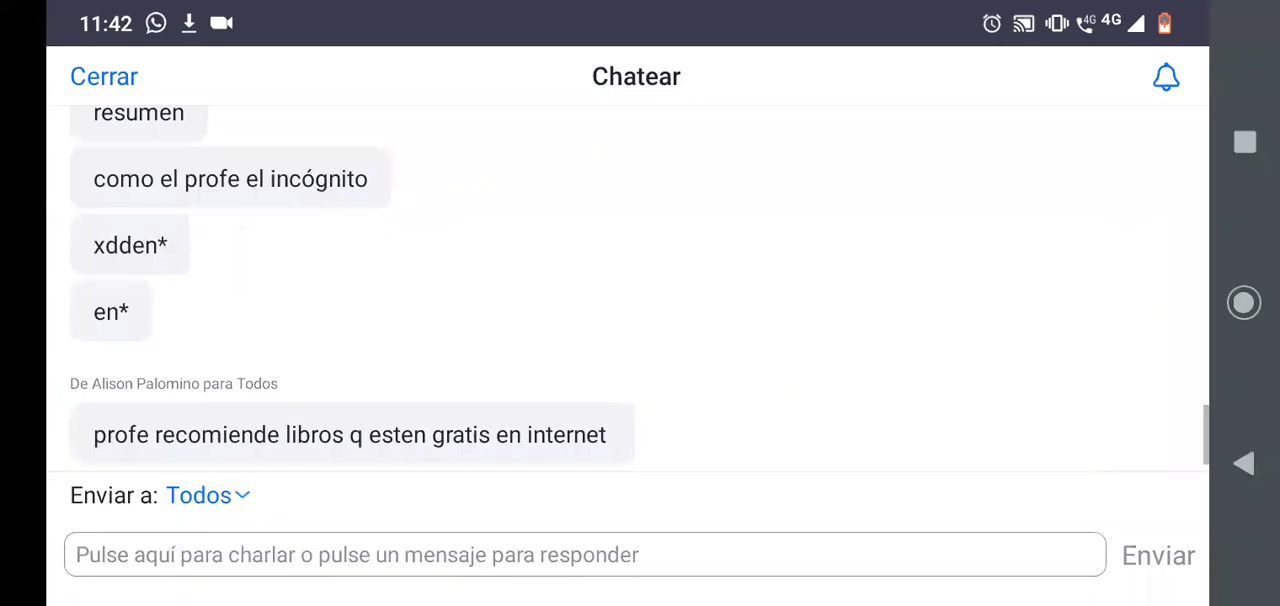 11:42 4G 4G
Cerrar Chatear
resumen
como el profe el incógnito
xdden*
en*
De Alison Palomino para Todos
profe recomiende libros q esten gratis en internet
Enviar a: Todos
Pulse aquí para charlar o pulse un mensaje para responder Enviar